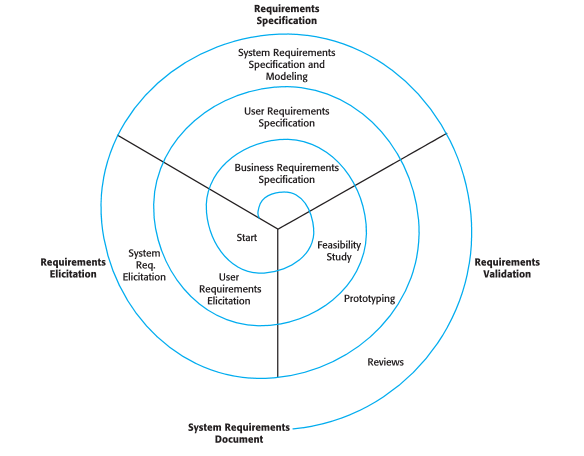 Requirements
Specification
System Requirements
Specification and
Modeling
User Requirements
Specification
Business Requirements
Specification
Start
Feasibility
Study
System
Req.
Elicitation
User
Requirements
Elicitation
Requirements
Elicitation
Requirements
Validation
Prototyping
Reviews
System Requirements
Document